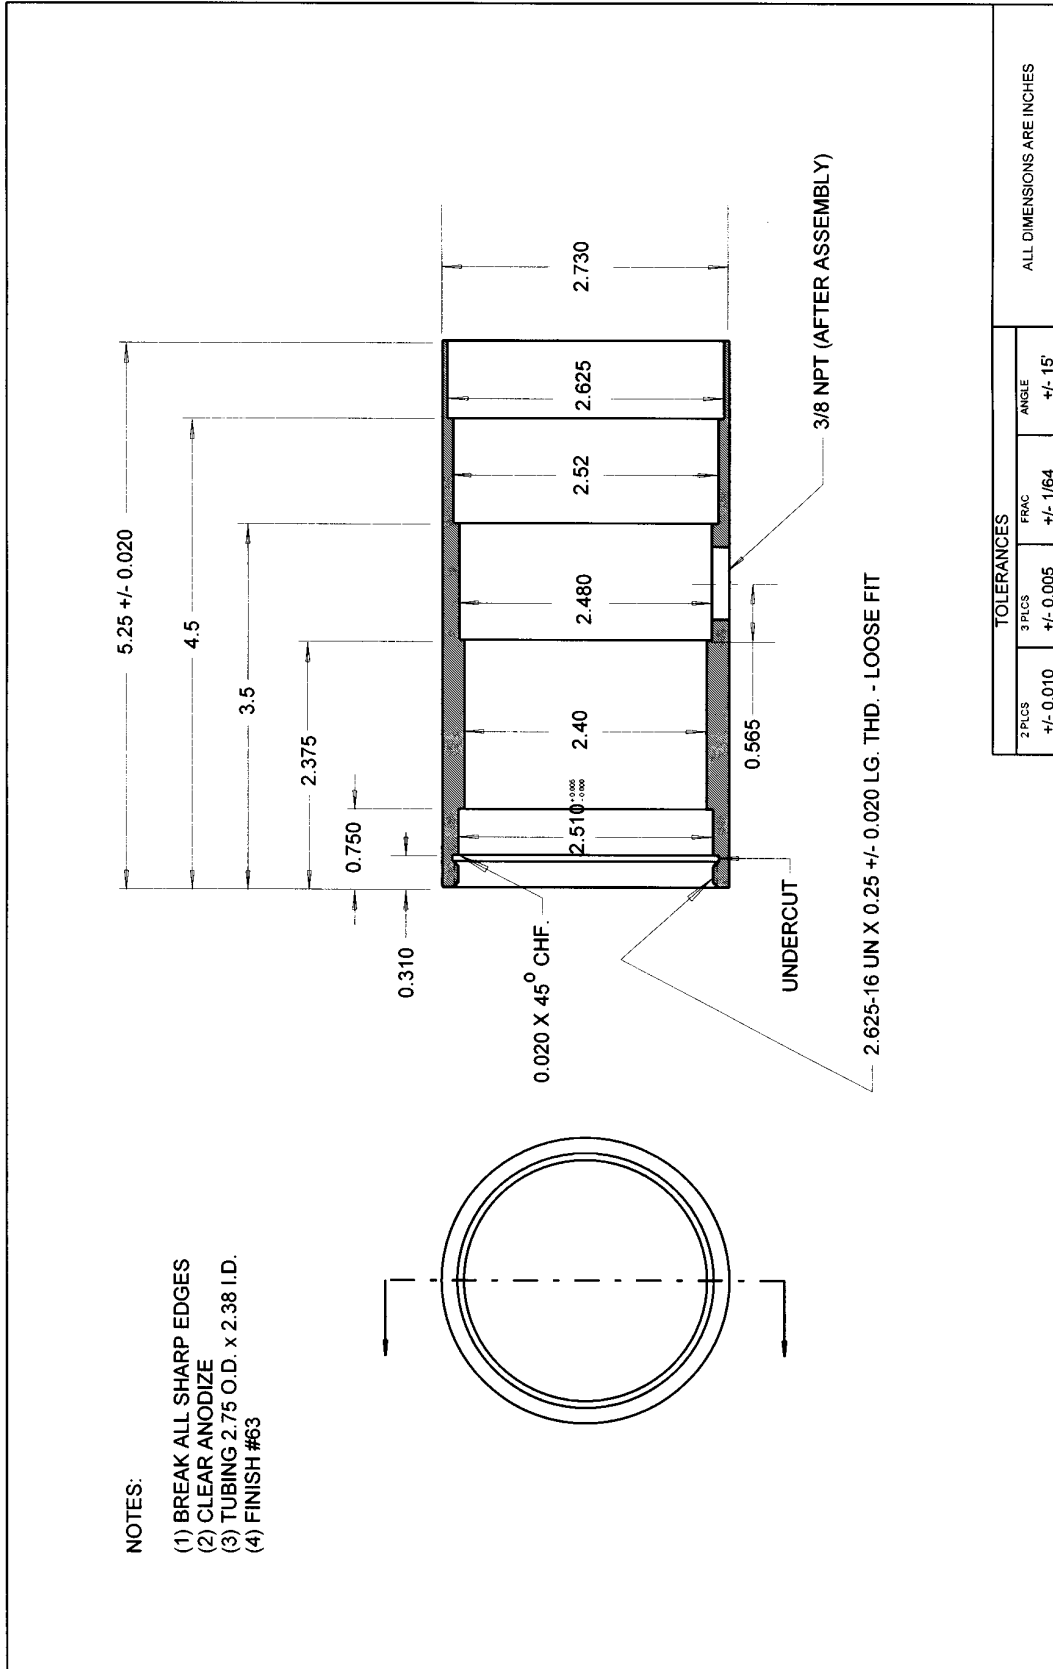 NOTES:
(1) BREAK ALL SHARP EDGES
(2) CLEAR ANODIZE
(3) TUBING 2.75 O.D. x 2.38 I.D.
(4) FINISH #63
5.25 +/- 0.020
4.5
3.5
2.375
0.750
0.310
0.020 X 45° CHF.
2.510 +0.005 -0.000
2.40
2.480
2.52
2.625
2.730
UNDERCUT
0.565
3/8 NPT (AFTER ASSEMBLY)
2.625-16 UN X 0.25 +/- 0.020 LG. THD. - LOOSE FIT
TOLERANCES
2 PLCS 3 PLCS FRAC ANGLE
+/- 0.010 +/- 0.005 +/- 1/64 +/- 15'
ALL DIMENSIONS ARE INCHES